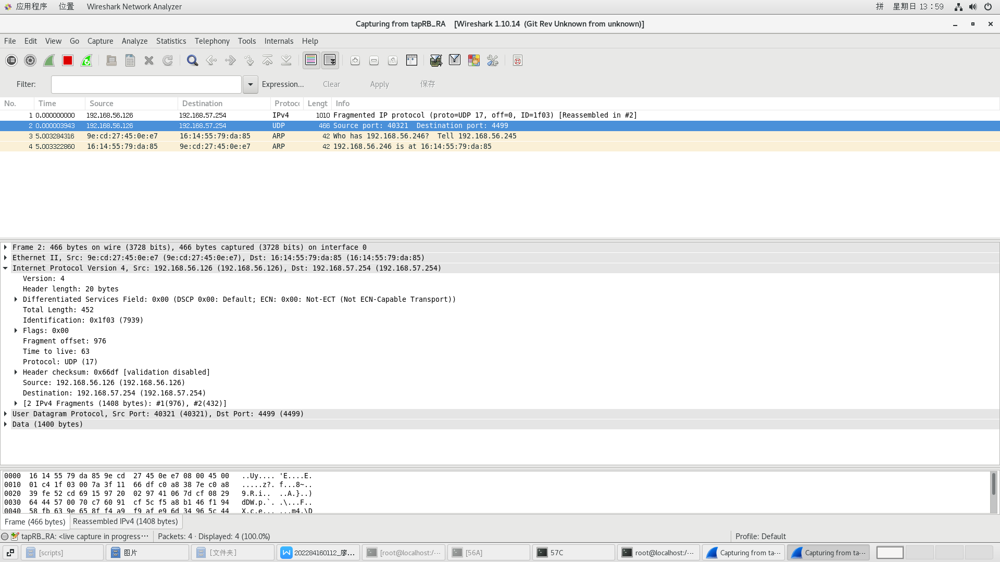 应用程序 位置 Wireshark Network Analyzer 拼 星期日 13：59
Capturing from tapRB_RA [Wireshark 1.10.14 (Git Rev Unknown from unknown)]
File Edit View Go Capture Analyze Statistics Telephony Tools Internals Help
Filter: Expression... Clear Apply 保存
No. Time Source Destination Protoc Lengt Info
1 0.000000000 192.168.56.126 192.168.57.254 IPv4 1010 Fragmented IP protocol (proto=UDP 17, off=0, ID=1f03) [Reassembled in #2]
2 0.000003943 192.168.56.126 192.168.57.254 UDP 466 Source port: 40321 Destination port: 4499
3 5.003284316 9e:cd:27:45:0e:e7 16:14:55:79:da:85 ARP 42 Who has 192.168.56.246? Tell 192.168.56.245
4 5.003322860 16:14:55:79:da:85 9e:cd:27:45:0e:e7 ARP 42 192.168.56.246 is at 16:14:55:79:da:85
Frame 2: 466 bytes on wire (3728 bits), 466 bytes captured (3728 bits) on interface 0
Ethernet II, Src: 9e:cd:27:45:0e:e7 (9e:cd:27:45:0e:e7), Dst: 16:14:55:79:da:85 (16:14:55:79:da:85)
Internet Protocol Version 4, Src: 192.168.56.126 (192.168.56.126), Dst: 192.168.57.254 (192.168.57.254)
Version: 4
Header length: 20 bytes
Differentiated Services Field: 0x00 (DSCP 0x00: Default; ECN: 0x00: Not-ECT (Not ECN-Capable Transport))
Total Length: 452
Identification: 0x1f03 (7939)
Flags: 0x00
Fragment offset: 976
Time to live: 63
Protocol: UDP (17)
Header checksum: 0x66df [validation disabled]
Source: 192.168.56.126 (192.168.56.126)
Destination: 192.168.57.254 (192.168.57.254)
[2 IPv4 Fragments (1408 bytes): #1(976), #2(432)]
User Datagram Protocol, Src Port: 40321 (40321), Dst Port: 4499 (4499)
Data (1400 bytes)
0000 16 14 55 79 da 85 9e cd 27 45 0e e7 08 00 45 00 ..Uy.... 'E....E.
0010 01 c4 1f 03 00 7a 3f 11 66 df c0 a8 38 7e c0 a8 .....z?. f...8~..
0020 39 fe 52 cd 69 15 97 20 02 97 41 06 7d cf 08 29 9.R.i.. ..A.}..)
0030 64 44 57 00 70 c7 60 91 cf 5c f5 a8 b1 46 f1 94 dDW.p.`. .\...F..
0040 58 fb 63 9e 65 8f f4 a9 f9 af e9 6d 34 96 5c 44 X.c.e... ...m4.\D
Frame (466 bytes) Reassembled IPv4 (1408 bytes)
tapRB_RA: <live capture in progress··· Packets: 4 · Displayed: 4 (100.0%) Profile: Default
[scripts] 图片 [文件夹] 202284160112_廖... [root@localhost:/··· [56A] 57C root@localhost:/··· Capturing from ta··· Capturing from ta···